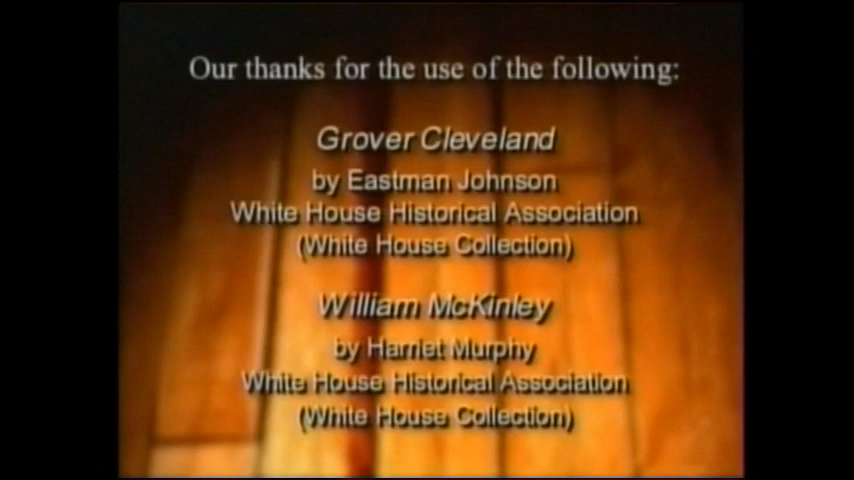 Our thanks for the use of the following:
Grover Cleveland
by Eastman Johnson
White House Historical Association
(White House Collection)
William McKinley
by Harriet Murphy
White House Historical Association
(White House Collection)